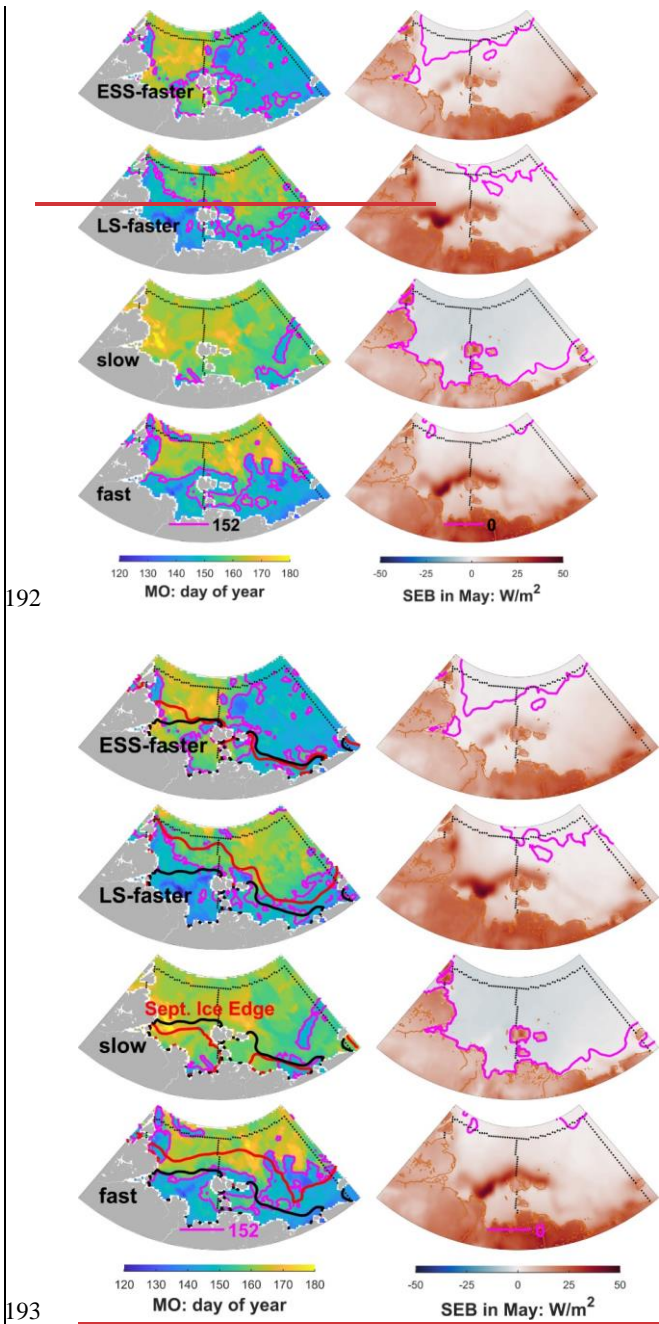 ESS-faster
LS-faster
slow
fast
152
0
120 130 140 150 160 170 180
MO: day of year
-50 -25 0 25 50
SEB in May: W/m²
192
ESS-faster
LS-faster
Sept. Ice Edge
slow
fast
152
0
120 130 140 150 160 170 180
MO: day of year
-50 -25 0 25 50
SEB in May: W/m²
193